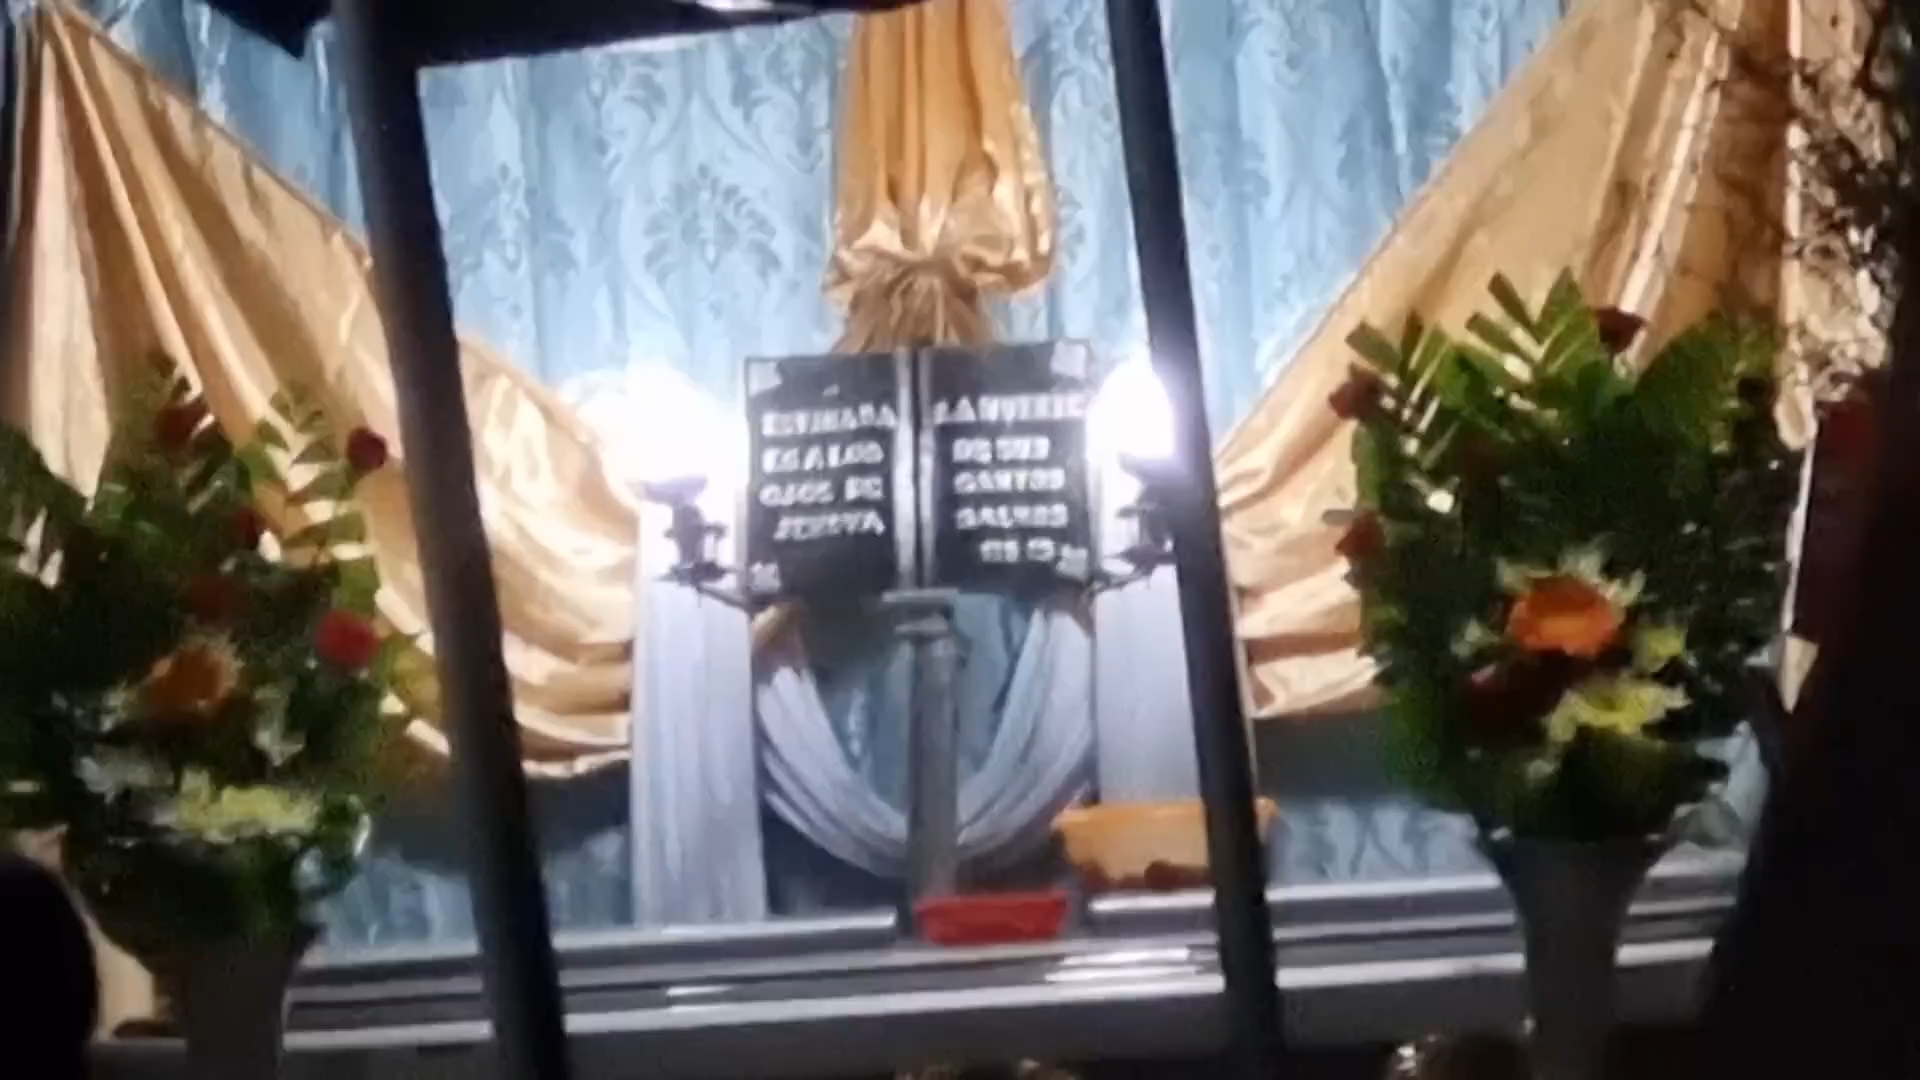 ESTIMADA
ES A LOS
OJOS DE
JEHOVA
LA MUERTE
DE SUS
SANTOS
SALMOS